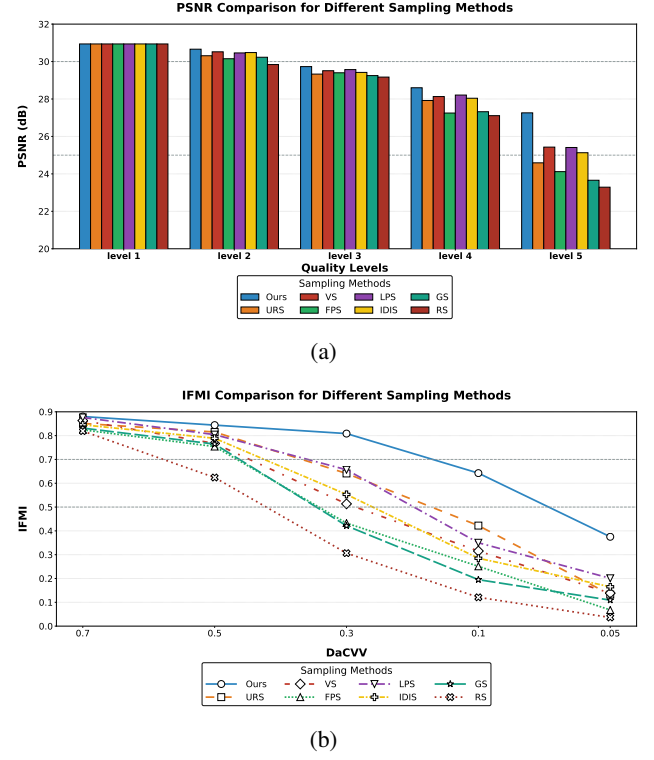 PSNR Comparison for Different Sampling Methods
32
30
28
26
24
22
20
PSNR (dB)
level 1 level 2 level 3 level 4 level 5
Quality Levels
Sampling Methods
Ours VS LPS GS
URS FPS IDIS RS
(a)
IFMI Comparison for Different Sampling Methods
0.9
0.8
0.7
0.6
0.5
0.4
0.3
0.2
0.1
0.0
IFMI
0.7 0.5 0.3 0.1 0.05
DaCVV
Sampling Methods
Ours VS LPS GS
URS FPS IDIS RS
(b)